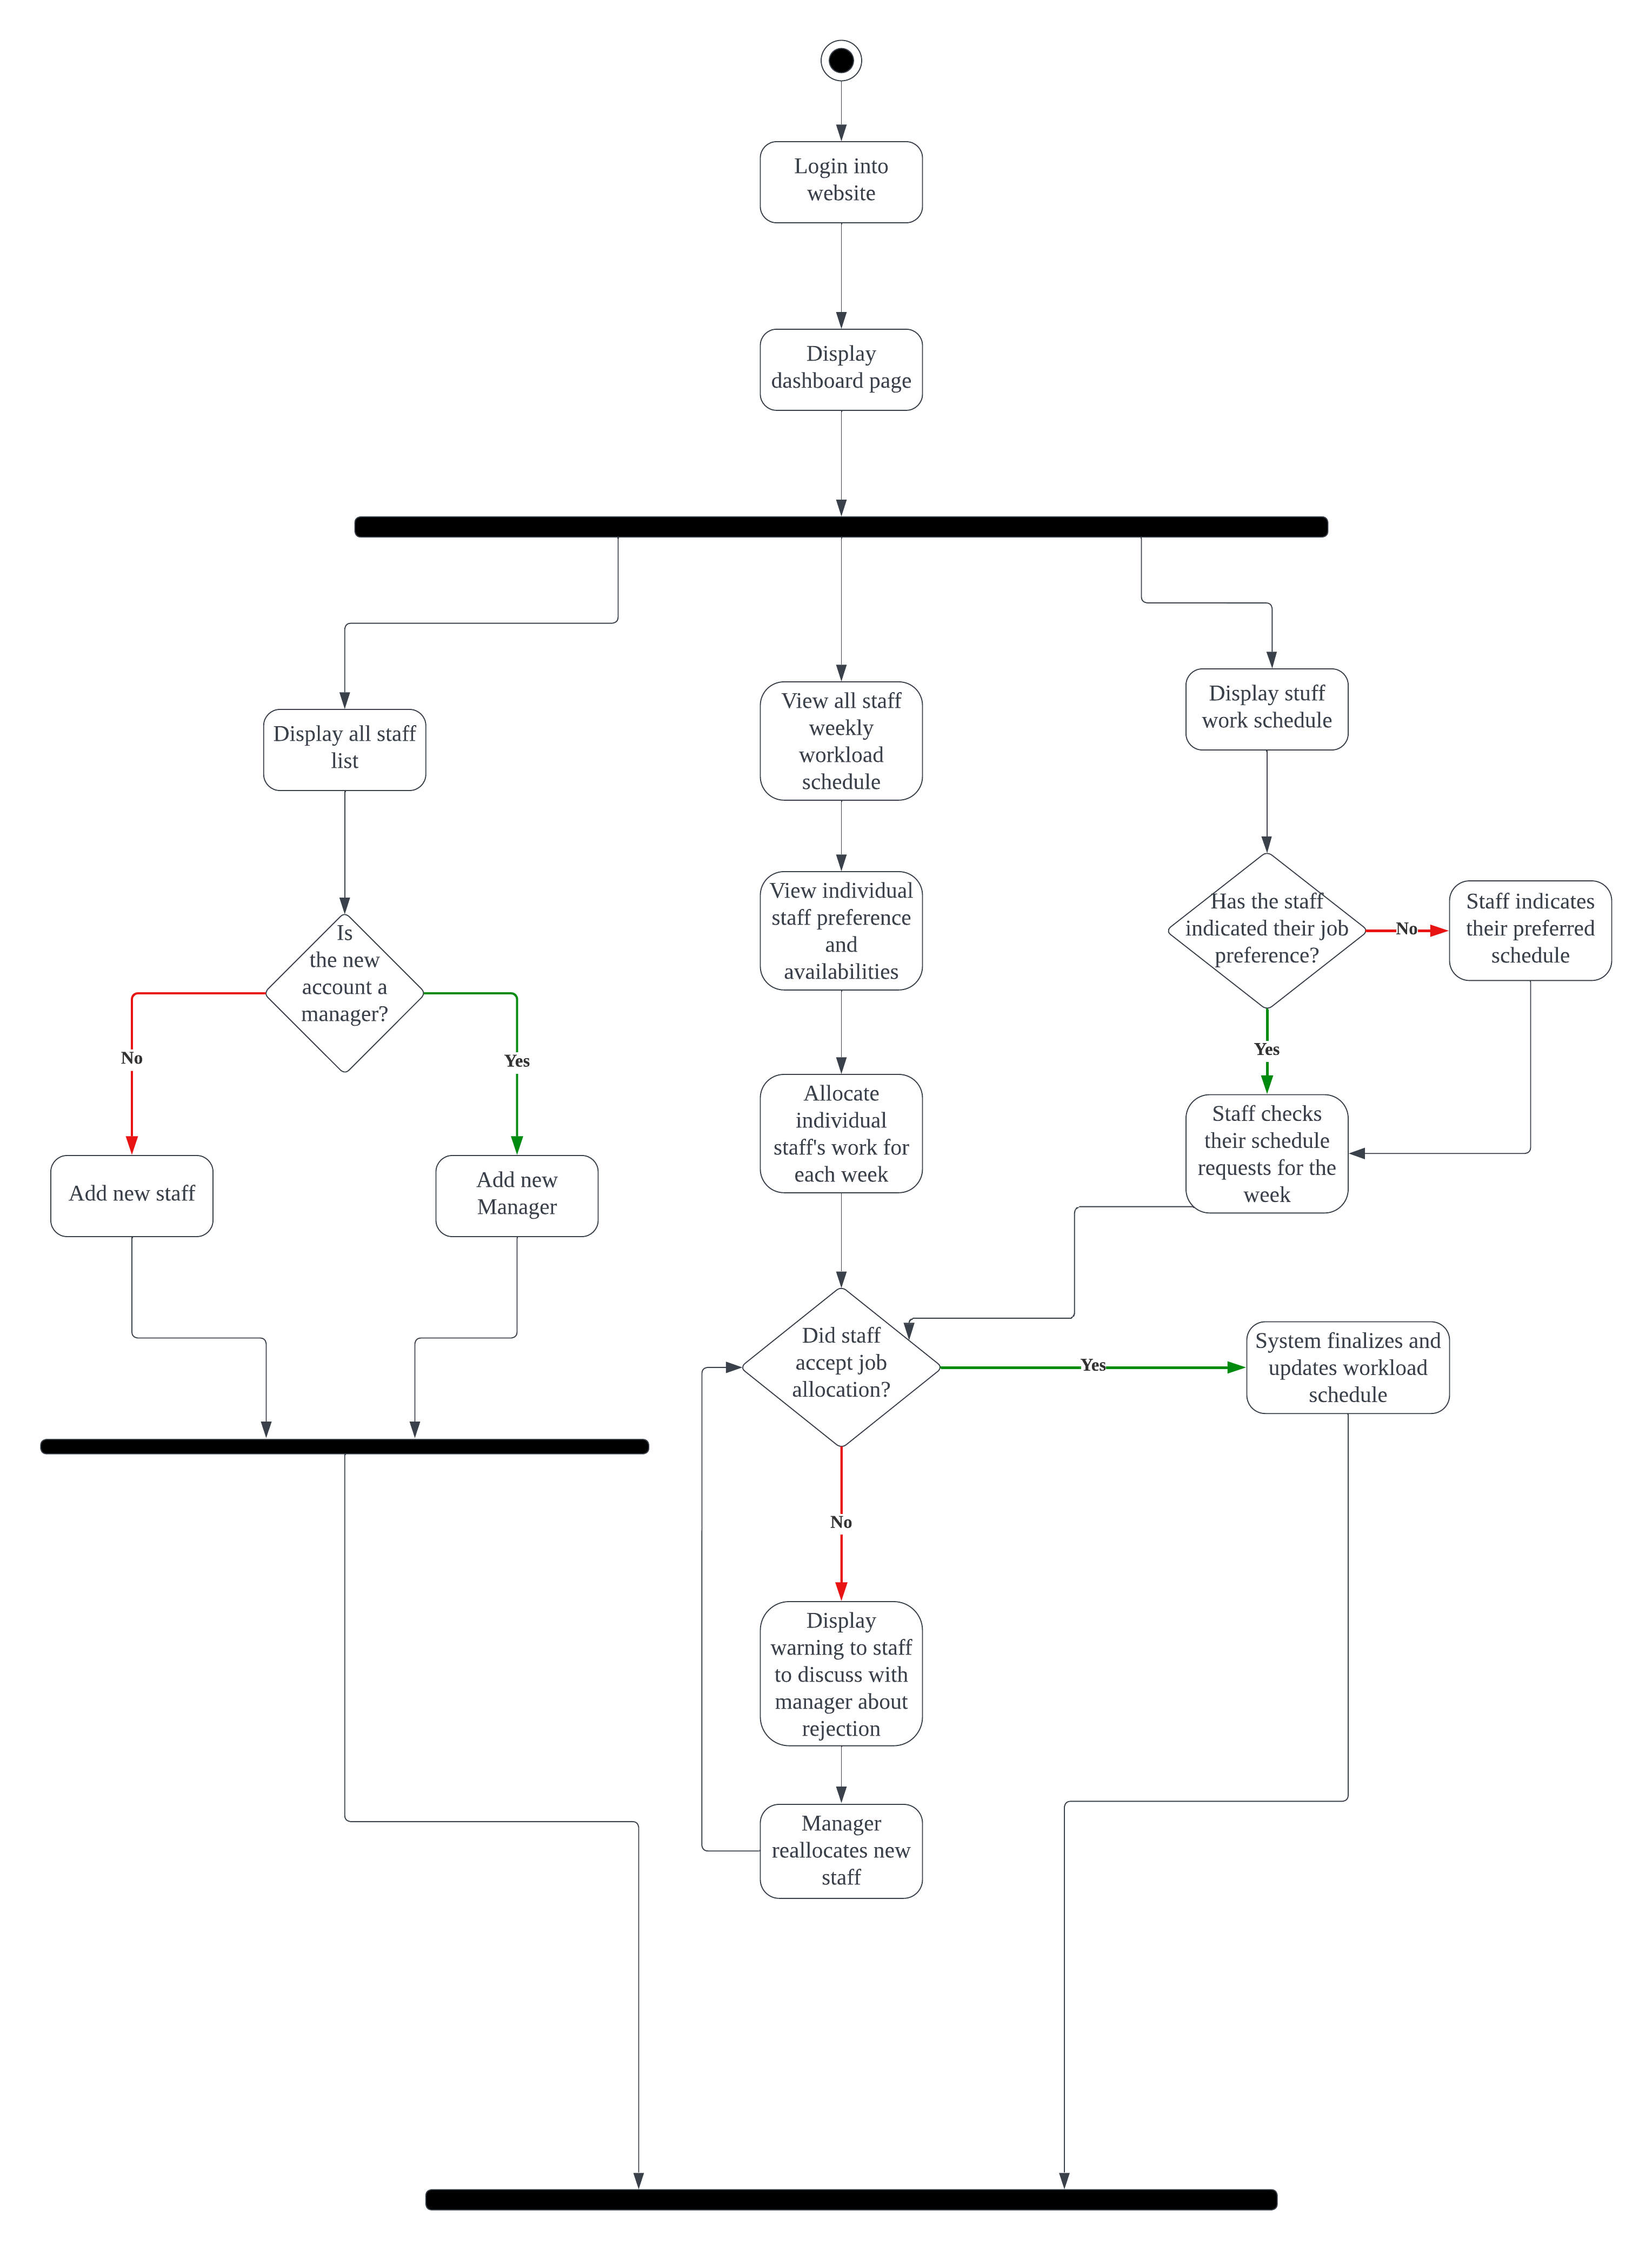 Login into
website
Display
dashboard page
Display all staff
list
View all staff
weekly
workload
schedule
Display stuff
work schedule
Is
the new
account a
manager?
No
Yes
Add new staff
Add new
Manager
View individual
staff preference
and
availabilities
Allocate
individual
staff's work for
each week
Has the staff
indicated their job
preference?
No
Staff indicates
their preferred
schedule
Yes
Staff checks
their schedule
requests for the
week
Did staff
accept job
allocation?
Yes
System finalizes and
updates workload
schedule
No
Display
warning to staff
to discuss with
manager about
rejection
Manager
reallocates new
staff